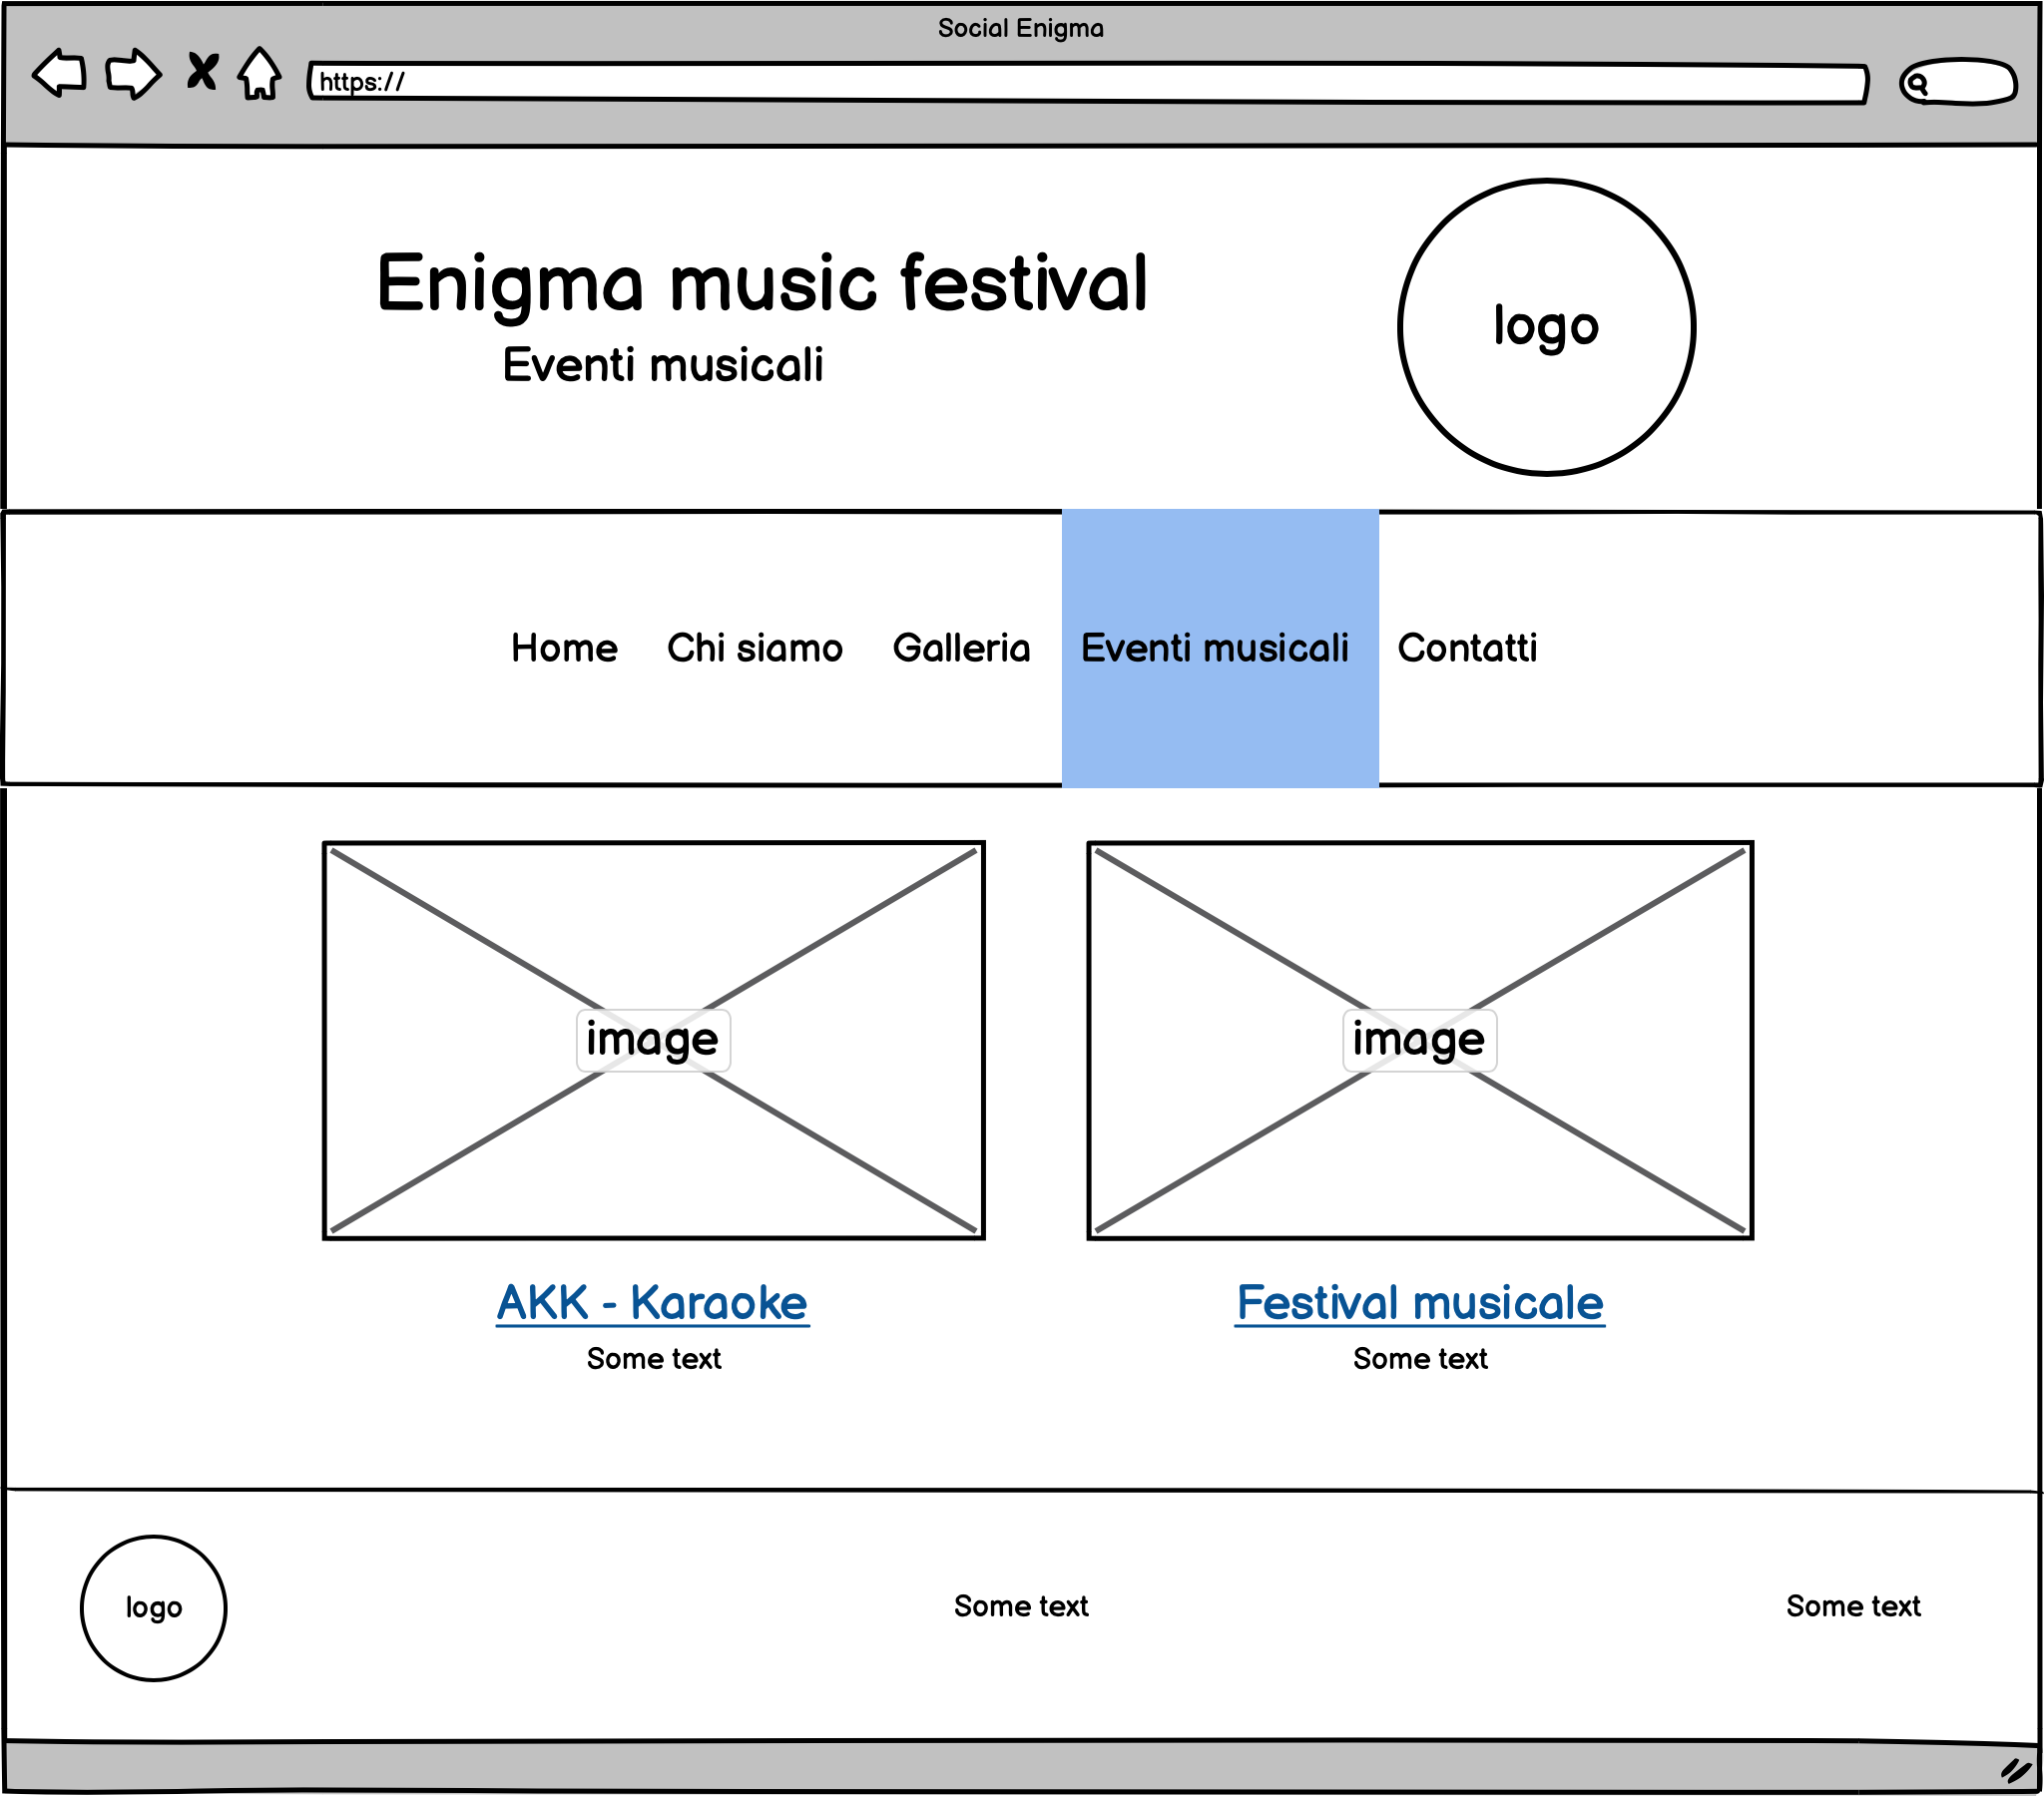 Social Enigma
https://
Enigma music festival
Eventi musicali
logo
Home Chi siamo Galleria Eventi musicali Contatti
image image
AKK - Karaoke Festival musicale
Some text Some text
logo Some text Some text